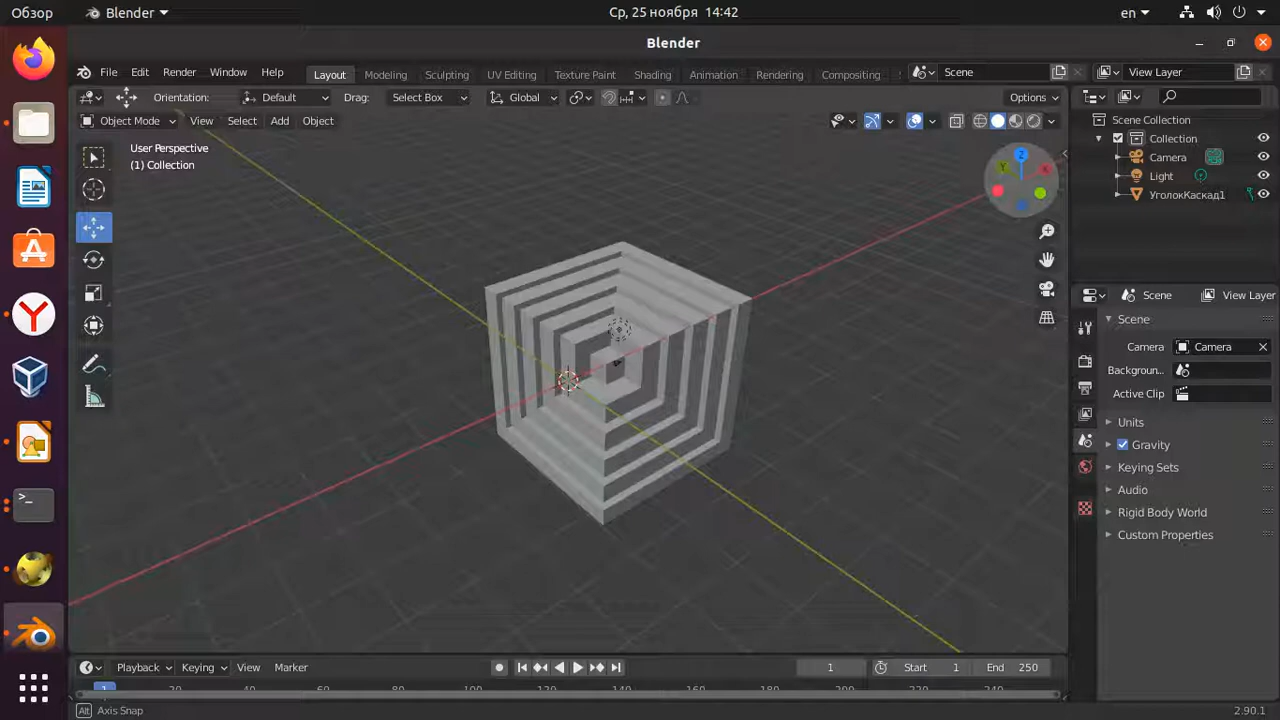 Обзор Blender Ср, 25 ноября 14:42 en
Blender
File Edit Render Window Help Layout Modeling Sculpting UV Editing Texture Paint Shading Animation Rendering Compositing Scene View Layer
Orientation: Default Drag: Select Box Global Options
Object Mode View Select Add Object
User Perspective
(1) Collection
Z
Y
X
Scene Collection
Collection
Camera
Light
УголокКаскад1
Scene View Layer
Scene
Camera Camera
Backgroun...
Active Clip
Units
Gravity
Keying Sets
Audio
Rigid Body World
Custom Properties
Playback Keying View Marker 1 Start 1 End 250
1 20 60 120 140 160 180 200 240
Alt Axis Snap 2.90.1